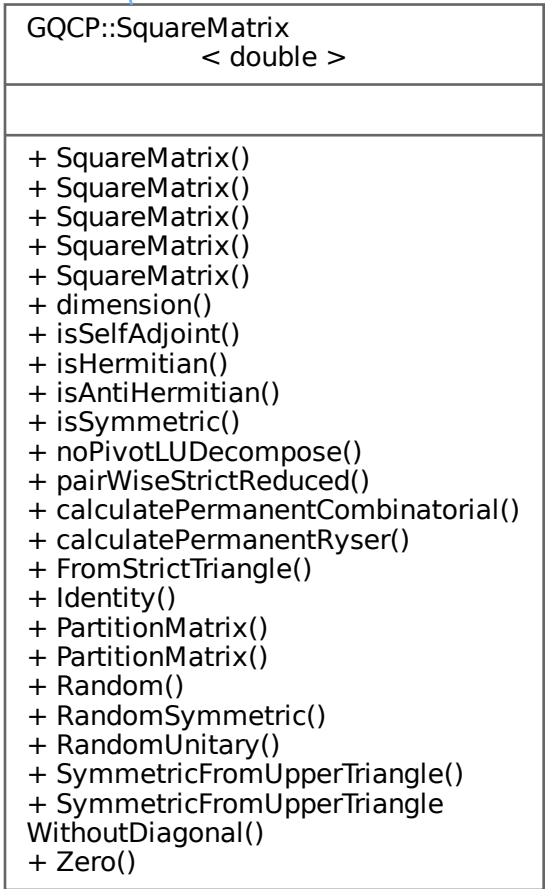 GQCP::SquareMatrix
< double >
+ SquareMatrix()
+ SquareMatrix()
+ SquareMatrix()
+ SquareMatrix()
+ SquareMatrix()
+ dimension()
+ isSelfAdjoint()
+ isHermitian()
+ isAntiHermitian()
+ isSymmetric()
+ noPivotLUDecompose()
+ pairWiseStrictReduced()
+ calculatePermanentCombinatorial()
+ calculatePermanentRyser()
+ FromStrictTriangle()
+ Identity()
+ PartitionMatrix()
+ PartitionMatrix()
+ Random()
+ RandomSymmetric()
+ RandomUnitary()
+ SymmetricFromUpperTriangle()
+ SymmetricFromUpperTriangle
WithoutDiagonal()
+ Zero()